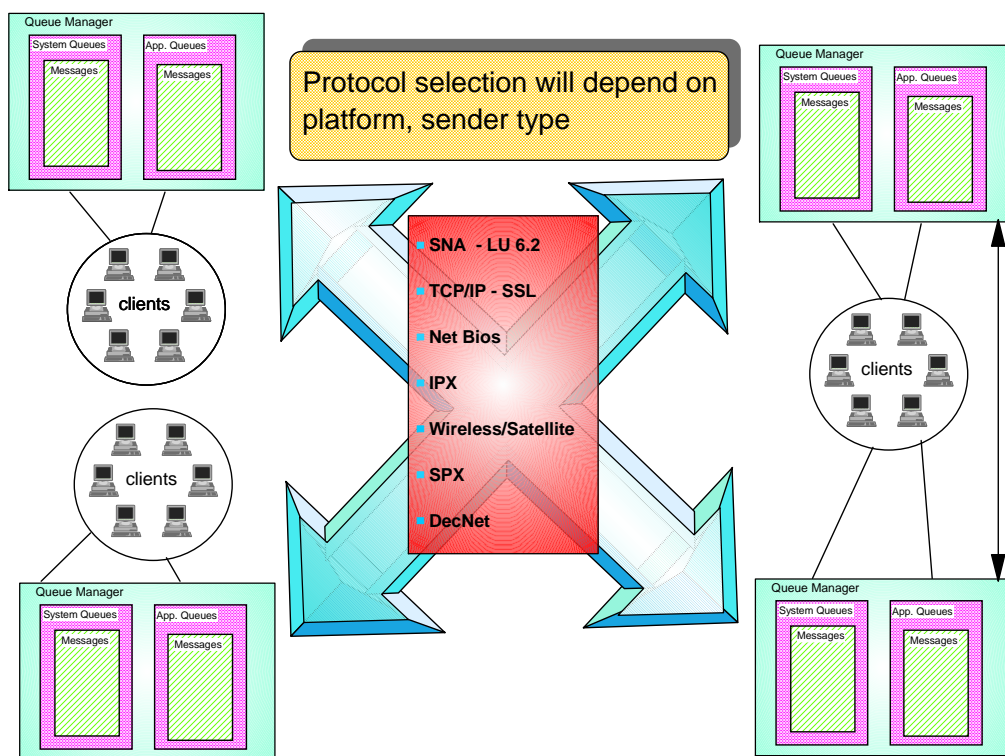 Queue Manager
System Queues
App. Queues
Messages
Messages
clients
Protocol selection will depend on
platform, sender type
Queue Manager
System Queues
App. Queues
Messages
Messages
SNA - LU 6.2
TCP/IP - SSL
Net Bios
IPX
Wireless/Satellite
SPX
DecNet
clients
clients
Queue Manager
System Queues
App. Queues
Messages
Messages
Queue Manager
System Queues
App. Queues
Messages
Messages